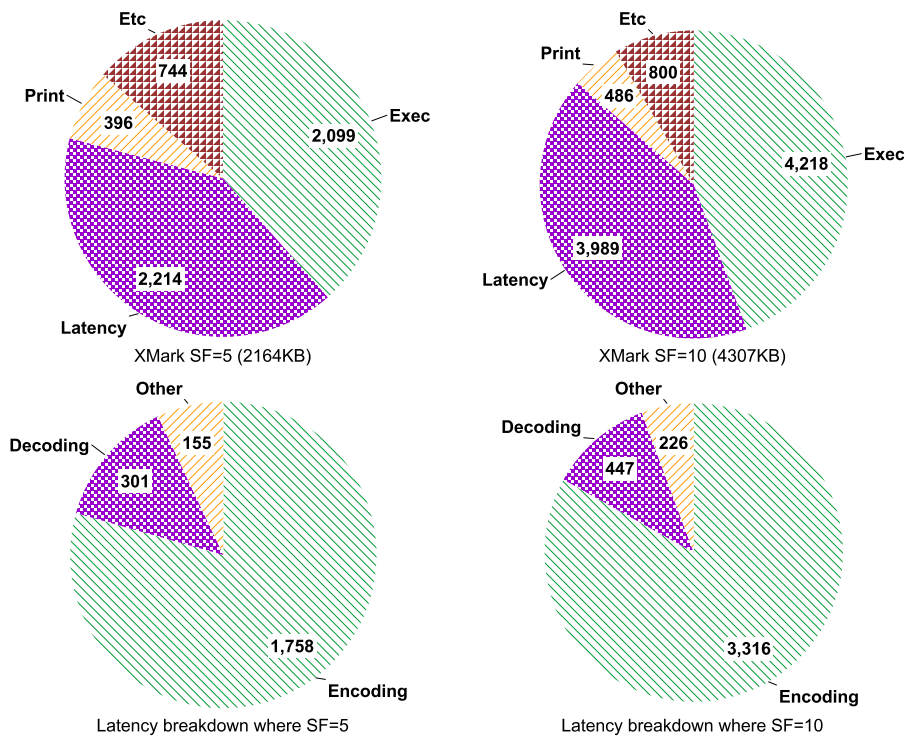 Etc
744
Print
396
Exec
2,099
2,214
Latency
XMark SF=5 (2164KB)
Etc
Print
800
486
Exec
4,218
3,989
Latency
XMark SF=10 (4307KB)
Other
155
Decoding
301
1,758
Encoding
Latency breakdown where SF=5
Other
226
Decoding
447
3,316
Encoding
Latency breakdown where SF=10